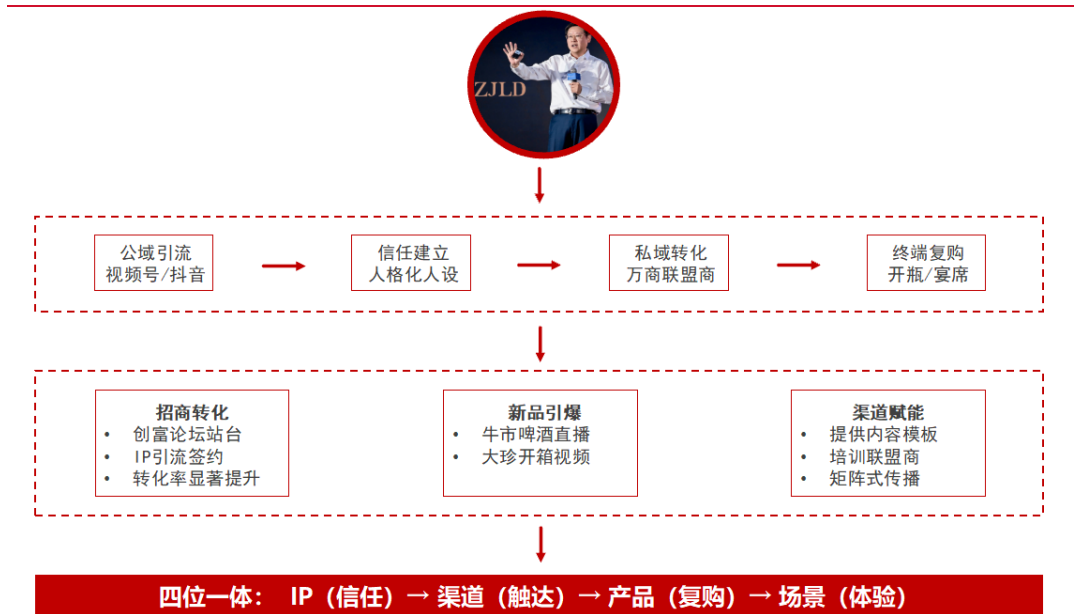 ZJLD
公域引流
视频号/抖音
信任建立
人格化人设
私域转化
万商联盟商
终端复购
开瓶/宴席
招商转化
• 创富论坛站台
• IP引流签约
• 转化率显著提升
新品引爆
• 牛市啤酒直播
• 大珍开箱视频
渠道赋能
• 提供内容模板
• 培训联盟商
• 矩阵式传播
四位一体： IP（信任）→ 渠道（触达）→ 产品（复购）→ 场景（体验）